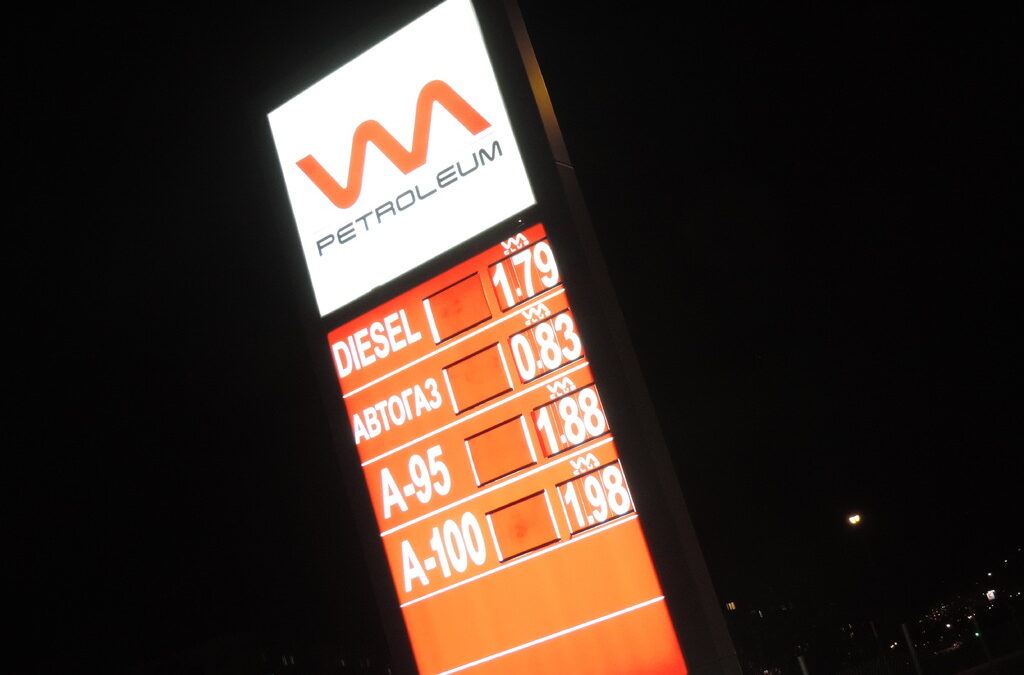 PETROLEUM
DIESEL 1.79
АВТОГАЗ 0.83
A-95 1.88
A-100 1.98